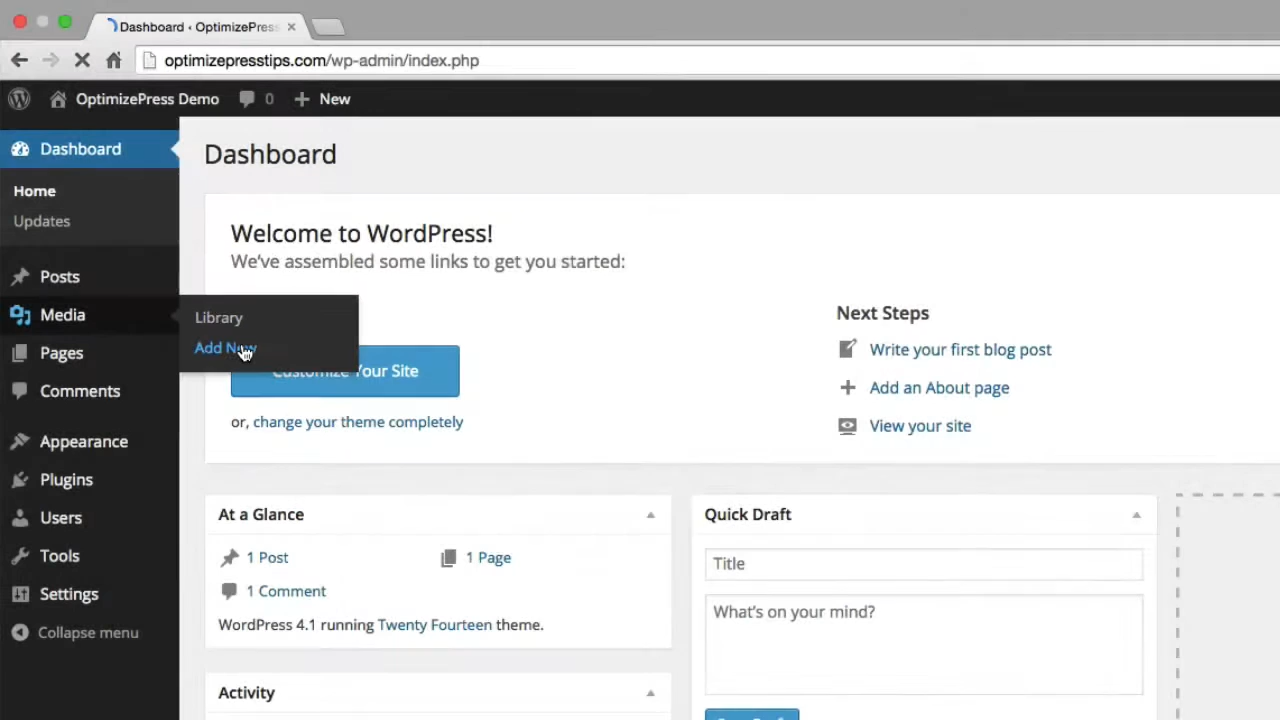 Dashboard ‹ OptimizePress
optimizepresstips.com/wp-admin/index.php
OptimizePress Demo 0 New
Dashboard
Home
Updates
Posts
Media
Library
Add New
Pages
Comments
Appearance
Plugins
Users
Tools
Settings
Collapse menu
Dashboard
Welcome to WordPress!
We've assembled some links to get you started:
Customize Your Site
or, change your theme completely
Next Steps
Write your first blog post
Add an About page
View your site
At a Glance
1 Post
1 Page
1 Comment
WordPress 4.1 running Twenty Fourteen theme.
Activity
Quick Draft
Title
What's on your mind?